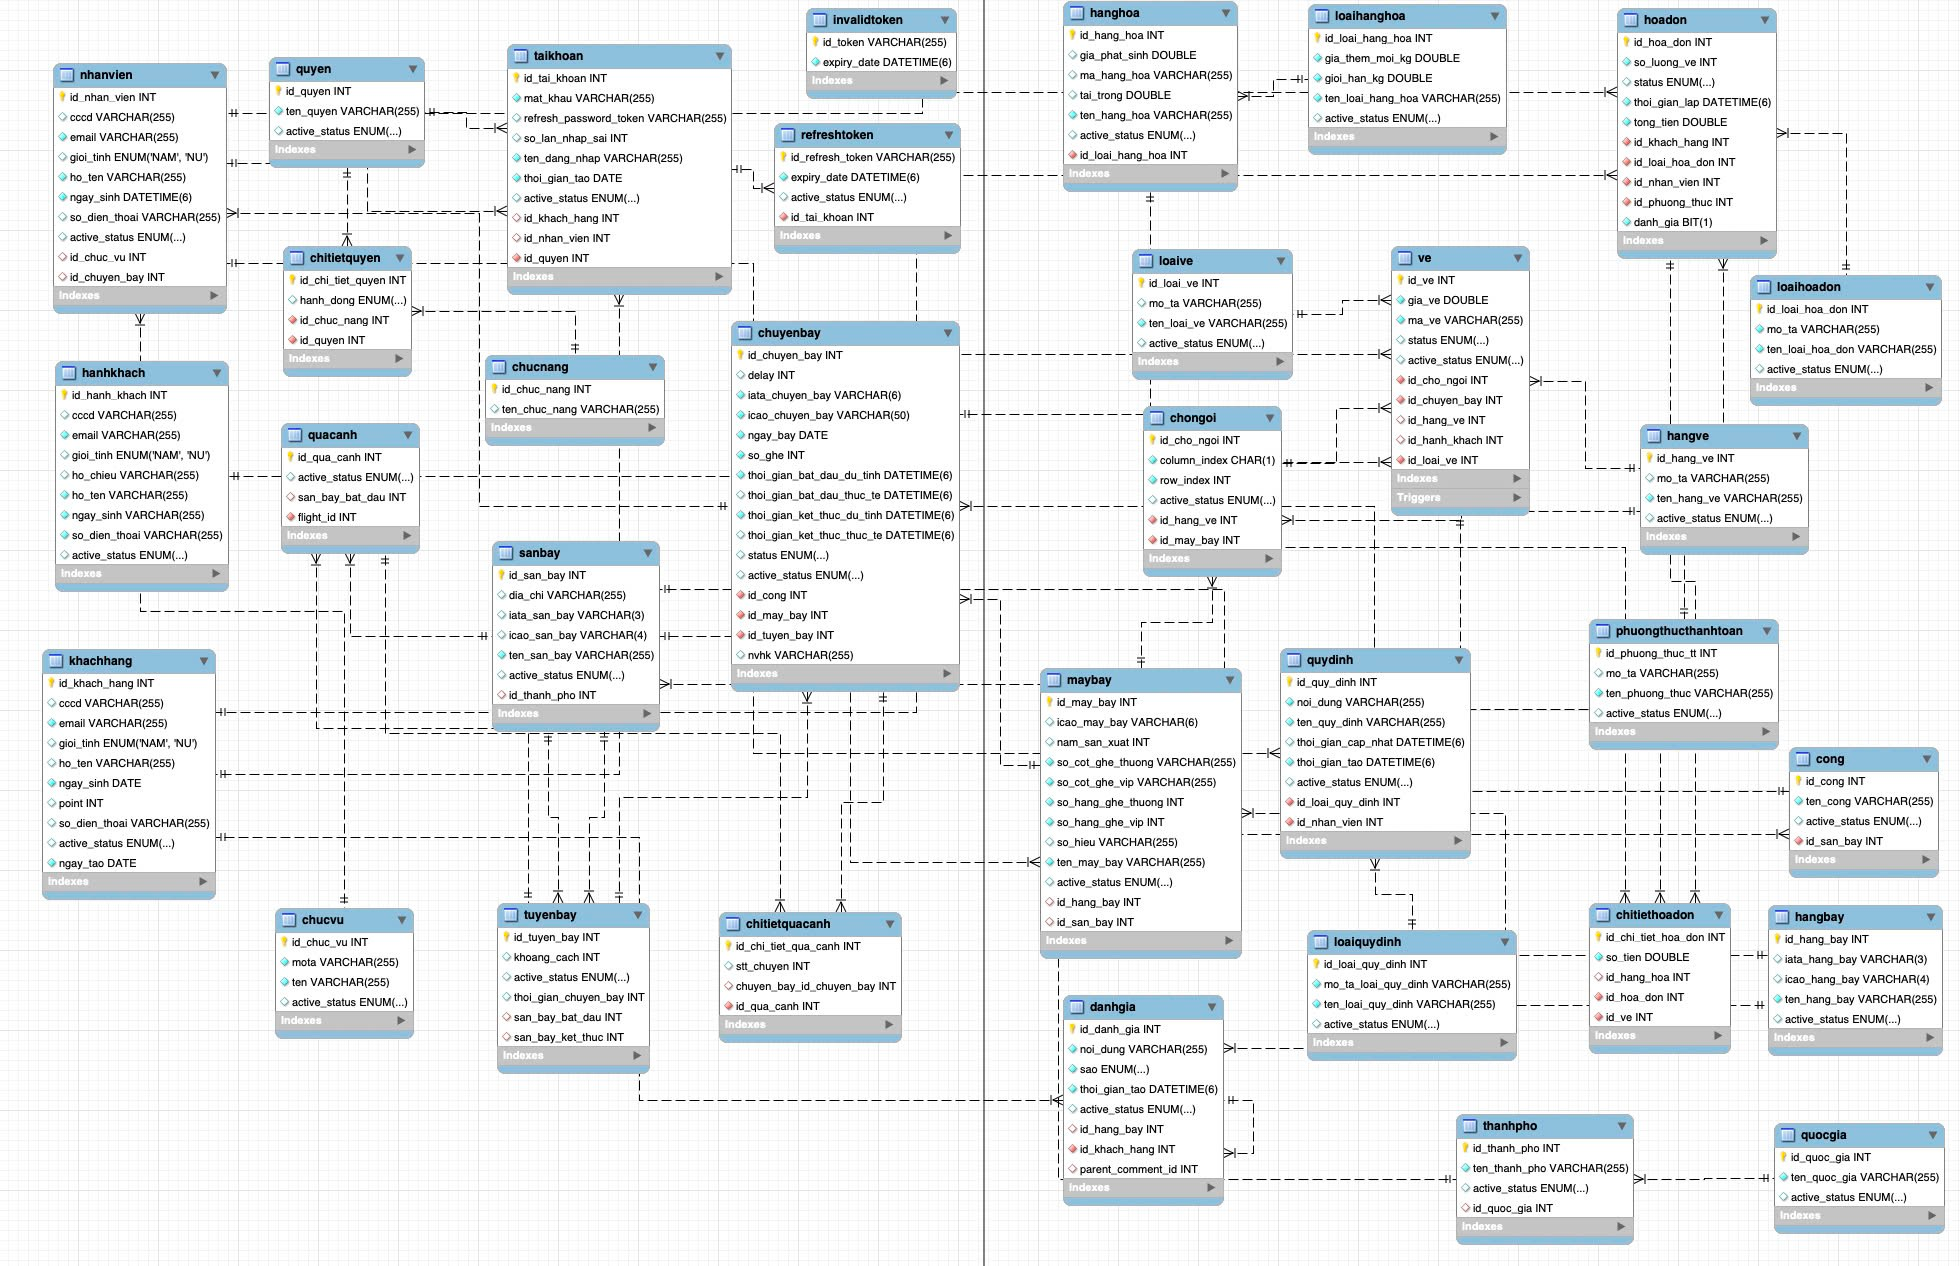 invalidtoken
id_token VARCHAR(255)
expiry_date DATETIME(6)
Indexes
hanghoa
id_hang_hoa INT
gia_phat_sinh DOUBLE
ma_hang_hoa VARCHAR(255)
tai_trong DOUBLE
ten_hang_hoa VARCHAR(255)
active_status ENUM(...)
id_loai_hang_hoa INT
Indexes
loaihanghoa
id_loai_hang_hoa INT
gia_them_moi_kg DOUBLE
gioi_han_kg DOUBLE
ten_loai_hang_hoa VARCHAR(255)
active_status ENUM(...)
Indexes
hoadon
id_hoa_don INT
so_luong_ve INT
status ENUM(...)
thoi_gian_lap DATETIME(6)
tong_tien DOUBLE
id_khach_hang INT
id_loai_hoa_don INT
id_nhan_vien INT
id_phuong_thuc INT
danh_gia BIT(1)
Indexes
nhanvien
id_nhan_vien INT
cccd VARCHAR(255)
email VARCHAR(255)
gioi_tinh ENUM('NAM', 'NU')
ho_ten VARCHAR(255)
ngay_sinh DATETIME(6)
so_dien_thoai VARCHAR(255)
active_status ENUM(...)
id_chuc_vu INT
id_chuyen_bay INT
Indexes
quyen
id_quyen INT
ten_quyen VARCHAR(255)
active_status ENUM(...)
Indexes
taikhoan
id_tai_khoan INT
mat_khau VARCHAR(255)
refresh_password_token VARCHAR(255)
so_lan_nhap_sai INT
ten_dang_nhap VARCHAR(255)
thoi_gian_tao DATE
active_status ENUM(...)
id_khach_hang INT
id_nhan_vien INT
id_quyen INT
Indexes
refreshtoken
id_refresh_token VARCHAR(255)
expiry_date DATETIME(6)
active_status ENUM(...)
id_tai_khoan INT
Indexes
chitietquyen
id_chi_tiet_quyen INT
hanh_dong ENUM(...)
id_chuc_nang INT
id_quyen INT
Indexes
loaive
id_loai_ve INT
mo_ta VARCHAR(255)
ten_loai_ve VARCHAR(255)
active_status ENUM(...)
Indexes
ve
id_ve INT
gia_ve DOUBLE
ma_ve VARCHAR(255)
status ENUM(...)
active_status ENUM(...)
id_cho_ngoi INT
id_chuyen_bay INT
id_hang_ve INT
id_hanh_khach INT
id_loai_ve INT
Indexes
Triggers
loaihoadon
id_loai_hoa_don INT
mo_ta VARCHAR(255)
ten_loai_hoa_don VARCHAR(255)
active_status ENUM(...)
Indexes
hanhkhach
id_hanh_khach INT
cccd VARCHAR(255)
email VARCHAR(255)
gioi_tinh ENUM('NAM', 'NU')
ho_chieu VARCHAR(255)
ho_ten VARCHAR(255)
ngay_sinh VARCHAR(255)
so_dien_thoai VARCHAR(255)
active_status ENUM(...)
Indexes
chucnang
id_chuc_nang INT
ten_chuc_nang VARCHAR(255)
Indexes
chuyenbay
id_chuyen_bay INT
delay INT
iata_chuyen_bay VARCHAR(6)
icao_chuyen_bay VARCHAR(50)
ngay_bay DATE
so_ghe INT
thoi_gian_bat_dau_du_tinh DATETIME(6)
thoi_gian_bat_dau_thuc_te DATETIME(6)
thoi_gian_ket_thuc_du_tinh DATETIME(6)
thoi_gian_ket_thuc_thuc_te DATETIME(6)
status ENUM(...)
active_status ENUM(...)
id_cong INT
id_may_bay INT
id_tuyen_bay INT
nvhk VARCHAR(255)
Indexes
quacanh
id_qua_canh INT
active_status ENUM(...)
san_bay_bat_dau INT
flight_id INT
Indexes
chongoi
id_cho_ngoi INT
column_index CHAR(1)
row_index INT
active_status ENUM(...)
id_hang_ve INT
id_may_bay INT
Indexes
hangve
id_hang_ve INT
mo_ta VARCHAR(255)
ten_hang_ve VARCHAR(255)
active_status ENUM(...)
Indexes
sanbay
id_san_bay INT
dia_chi VARCHAR(255)
iata_san_bay VARCHAR(3)
icao_san_bay VARCHAR(4)
ten_san_bay VARCHAR(255)
active_status ENUM(...)
id_thanh_pho INT
Indexes
khachhang
id_khach_hang INT
cccd VARCHAR(255)
email VARCHAR(255)
gioi_tinh ENUM('NAM', 'NU')
ho_ten VARCHAR(255)
ngay_sinh DATE
point INT
so_dien_thoai VARCHAR(255)
active_status ENUM(...)
ngay_tao DATE
Indexes
maybay
id_may_bay INT
icao_may_bay VARCHAR(6)
nam_san_xuat INT
so_cot_ghe_thuong VARCHAR(255)
so_cot_ghe_vip VARCHAR(255)
so_hang_ghe_thuong INT
so_hang_ghe_vip INT
so_hieu VARCHAR(255)
ten_may_bay VARCHAR(255)
active_status ENUM(...)
id_hang_bay INT
id_san_bay INT
Indexes
quydinh
id_quy_dinh INT
noi_dung VARCHAR(255)
ten_quy_dinh VARCHAR(255)
thoi_gian_cap_nhat DATETIME(6)
thoi_gian_tao DATETIME(6)
active_status ENUM(...)
id_loai_quy_dinh INT
id_nhan_vien INT
Indexes
phuongthucthanhtoan
id_phuong_thuc_tt INT
mo_ta VARCHAR(255)
ten_phuong_thuc VARCHAR(255)
active_status ENUM(...)
Indexes
cong
id_cong INT
ten_cong VARCHAR(255)
active_status ENUM(...)
id_san_bay INT
Indexes
chucvu
id_chuc_vu INT
mota VARCHAR(255)
ten VARCHAR(255)
active_status ENUM(...)
Indexes
tuyenbay
id_tuyen_bay INT
khoang_cach INT
active_status ENUM(...)
thoi_gian_chuyen_bay INT
san_bay_bat_dau INT
san_bay_ket_thuc INT
Indexes
chitietquacanh
id_chi_tiet_qua_canh INT
stt_chuyen INT
chuyen_bay_id_chuyen_bay INT
id_qua_canh INT
Indexes
loaiquydinh
id_loai_quy_dinh INT
mo_ta_loai_quy_dinh VARCHAR(255)
ten_loai_quy_dinh VARCHAR(255)
active_status ENUM(...)
Indexes
chitiethoadon
id_chi_tiet_hoa_don INT
so_tien DOUBLE
id_hang_hoa INT
id_hoa_don INT
id_ve INT
Indexes
hangbay
id_hang_bay INT
iata_hang_bay VARCHAR(3)
icao_hang_bay VARCHAR(4)
ten_hang_bay VARCHAR(255)
active_status ENUM(...)
Indexes
danhgia
id_danh_gia INT
noi_dung VARCHAR(255)
sao ENUM(...)
thoi_gian_tao DATETIME(6)
active_status ENUM(...)
id_hang_bay INT
id_khach_hang INT
parent_comment_id INT
Indexes
thanhpho
id_thanh_pho INT
ten_thanh_pho VARCHAR(255)
active_status ENUM(...)
id_quoc_gia INT
Indexes
quocgia
id_quoc_gia INT
ten_quoc_gia VARCHAR(255)
active_status ENUM(...)
Indexes